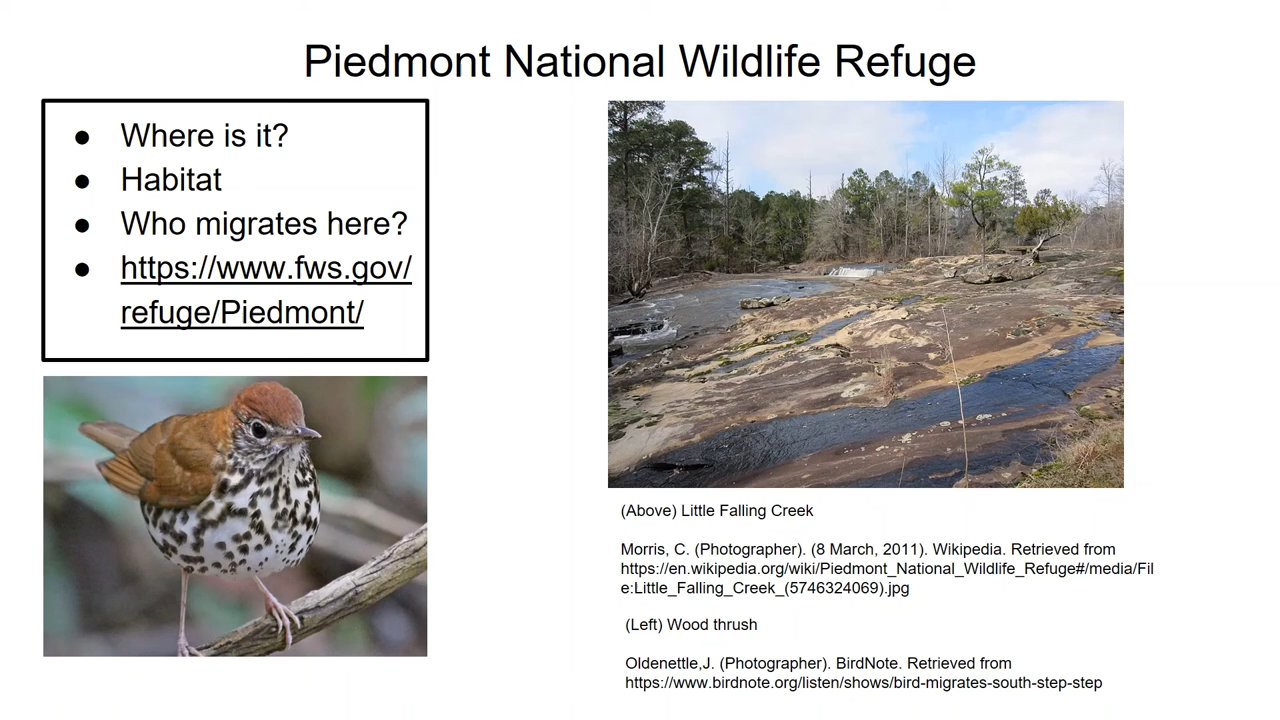 Piedmont National Wildlife Refuge
● Where is it?
● Habitat
● Who migrates here?
● https://www.fws.gov/
refuge/Piedmont/
(Above) Little Falling Creek
Morris, C. (Photographer). (8 March, 2011). Wikipedia. Retrieved from
https://en.wikipedia.org/wiki/Piedmont_National_Wildlife_Refuge#/media/Fil
e:Little_Falling_Creek_(5746324069).jpg
(Left) Wood thrush
Oldenettle,J. (Photographer). BirdNote. Retrieved from
https://www.birdnote.org/listen/shows/bird-migrates-south-step-step